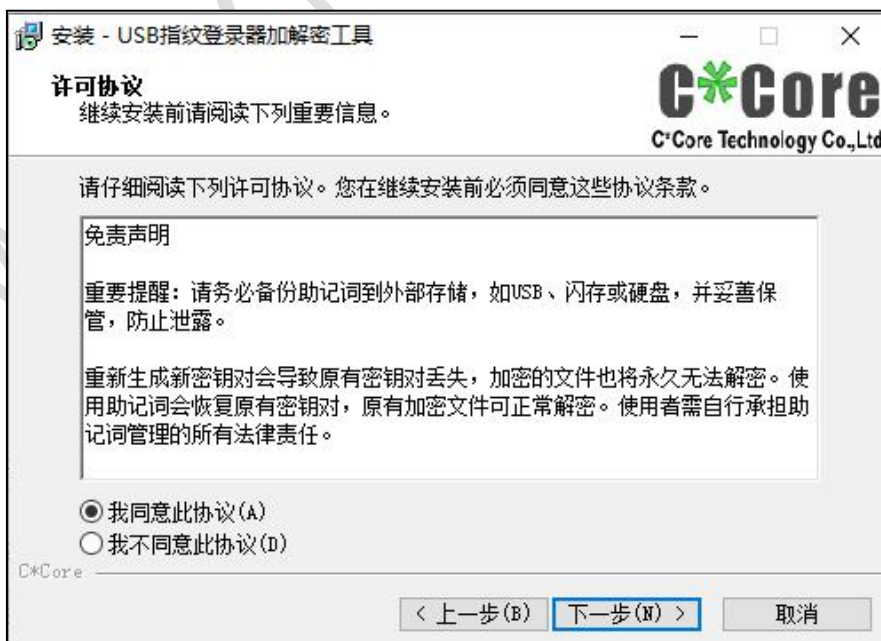 安装 - USB指纹登录器加解密工具
许可协议
继续安装前请阅读下列重要信息。
C*Core
C*Core Technology Co.,Ltd
请仔细阅读下列许可协议。您在继续安装前必须同意这些协议条款。
免责声明
重要提醒：请务必备份助记词到外部存储，如USB、闪存或硬盘，并妥善保
管，防止泄露。
重新生成新密钥对会导致原有密钥对丢失，加密的文件也将永久无法解密。使
用助记词会恢复原有密钥对，原有加密文件可正常解密。使用者需自行承担助
记词管理的所有法律责任。
我同意此协议(A)
我不同意此协议(D)
C*Core
< 上一步(B) 下一步(N) > 取消